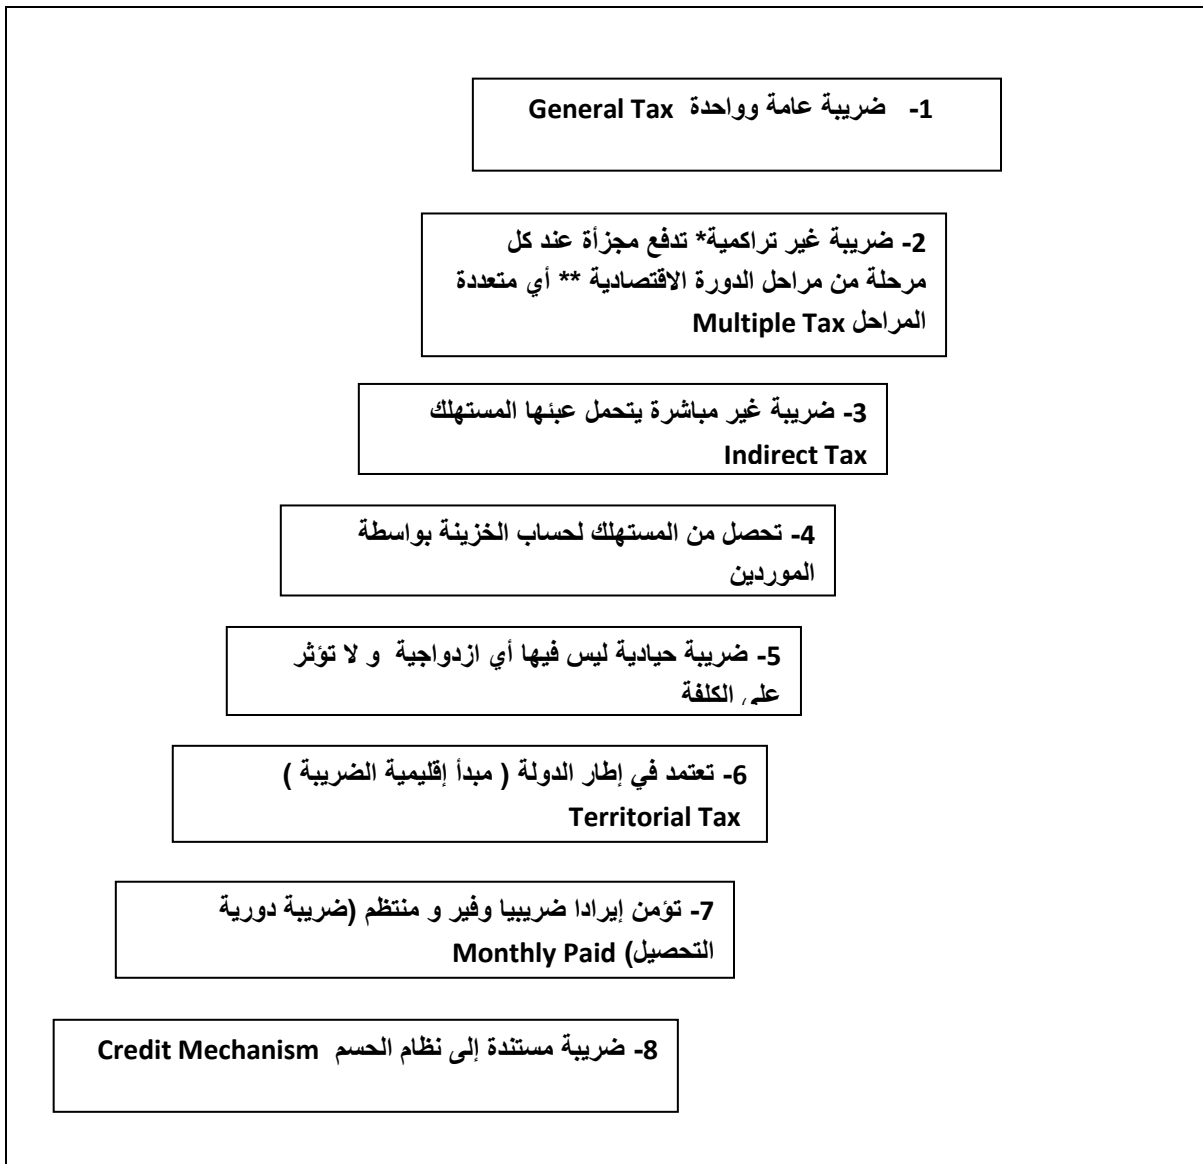 1-   ضريبة عامة وواحدة  General Tax
2- ضريبة غير تراكمية* تدفع مجزأة عند كل
مرحلة من مراحل الدورة الاقتصادية ** أي متعددة
المراحل Multiple Tax
3- ضريبة غير مباشرة يتحمل عبئها المستهلك
Indirect Tax
4- تحصل من المستهلك لحساب الخزينة بواسطة
الموردين
5- ضريبة حيادية ليس فيها أي ازدواجية  و لا تؤثر
على الكلفة
6- تعتمد في إطار الدولة ( مبدأ إقليمية الضريبة )
Territorial Tax
7- تؤمن إيرادا ضريبيا وفير و منتظم (ضريبة دورية
التحصيل) Monthly Paid
8- ضريبة مستندة إلى نظام الحسم  Credit Mechanism